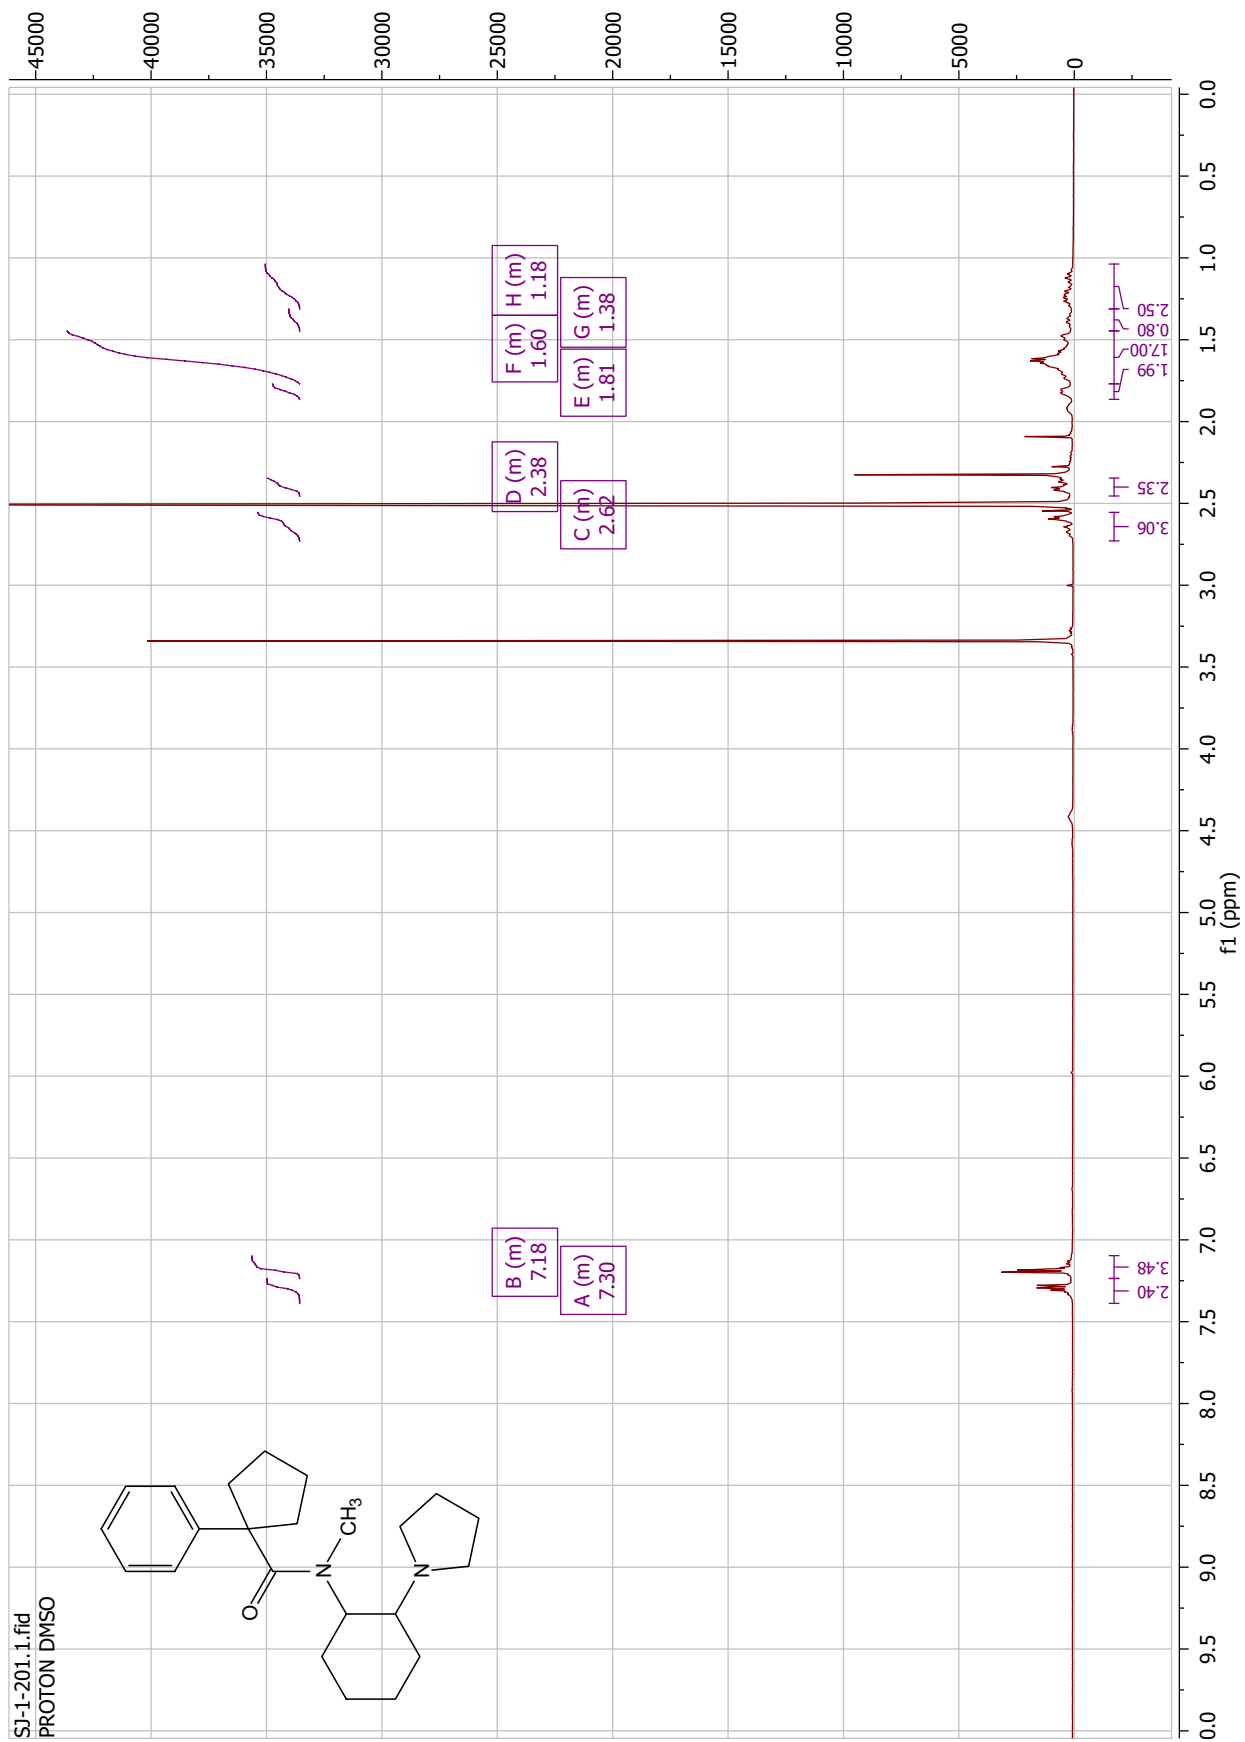 SJ-1-201.1.fid
PROTON DMSO
O
N
CH3
N
45000
40000
35000
30000
25000
20000
15000
10000
5000
0
B (m)
7.18
A (m)
7.30
D (m)
2.38
C (m)
2.62
F (m)
1.60
H (m)
1.18
E (m)
1.81
G (m)
1.38
2.40
3.48
3.06
2.35
1.99
17.00
0.80
2.50
0.0 9.5 9.0 8.5 8.0 7.5 7.0 6.5 6.0 5.5 5.0 4.5 4.0 3.5 3.0 2.5 2.0 1.5 1.0 0.5 0.0
f1 (ppm)